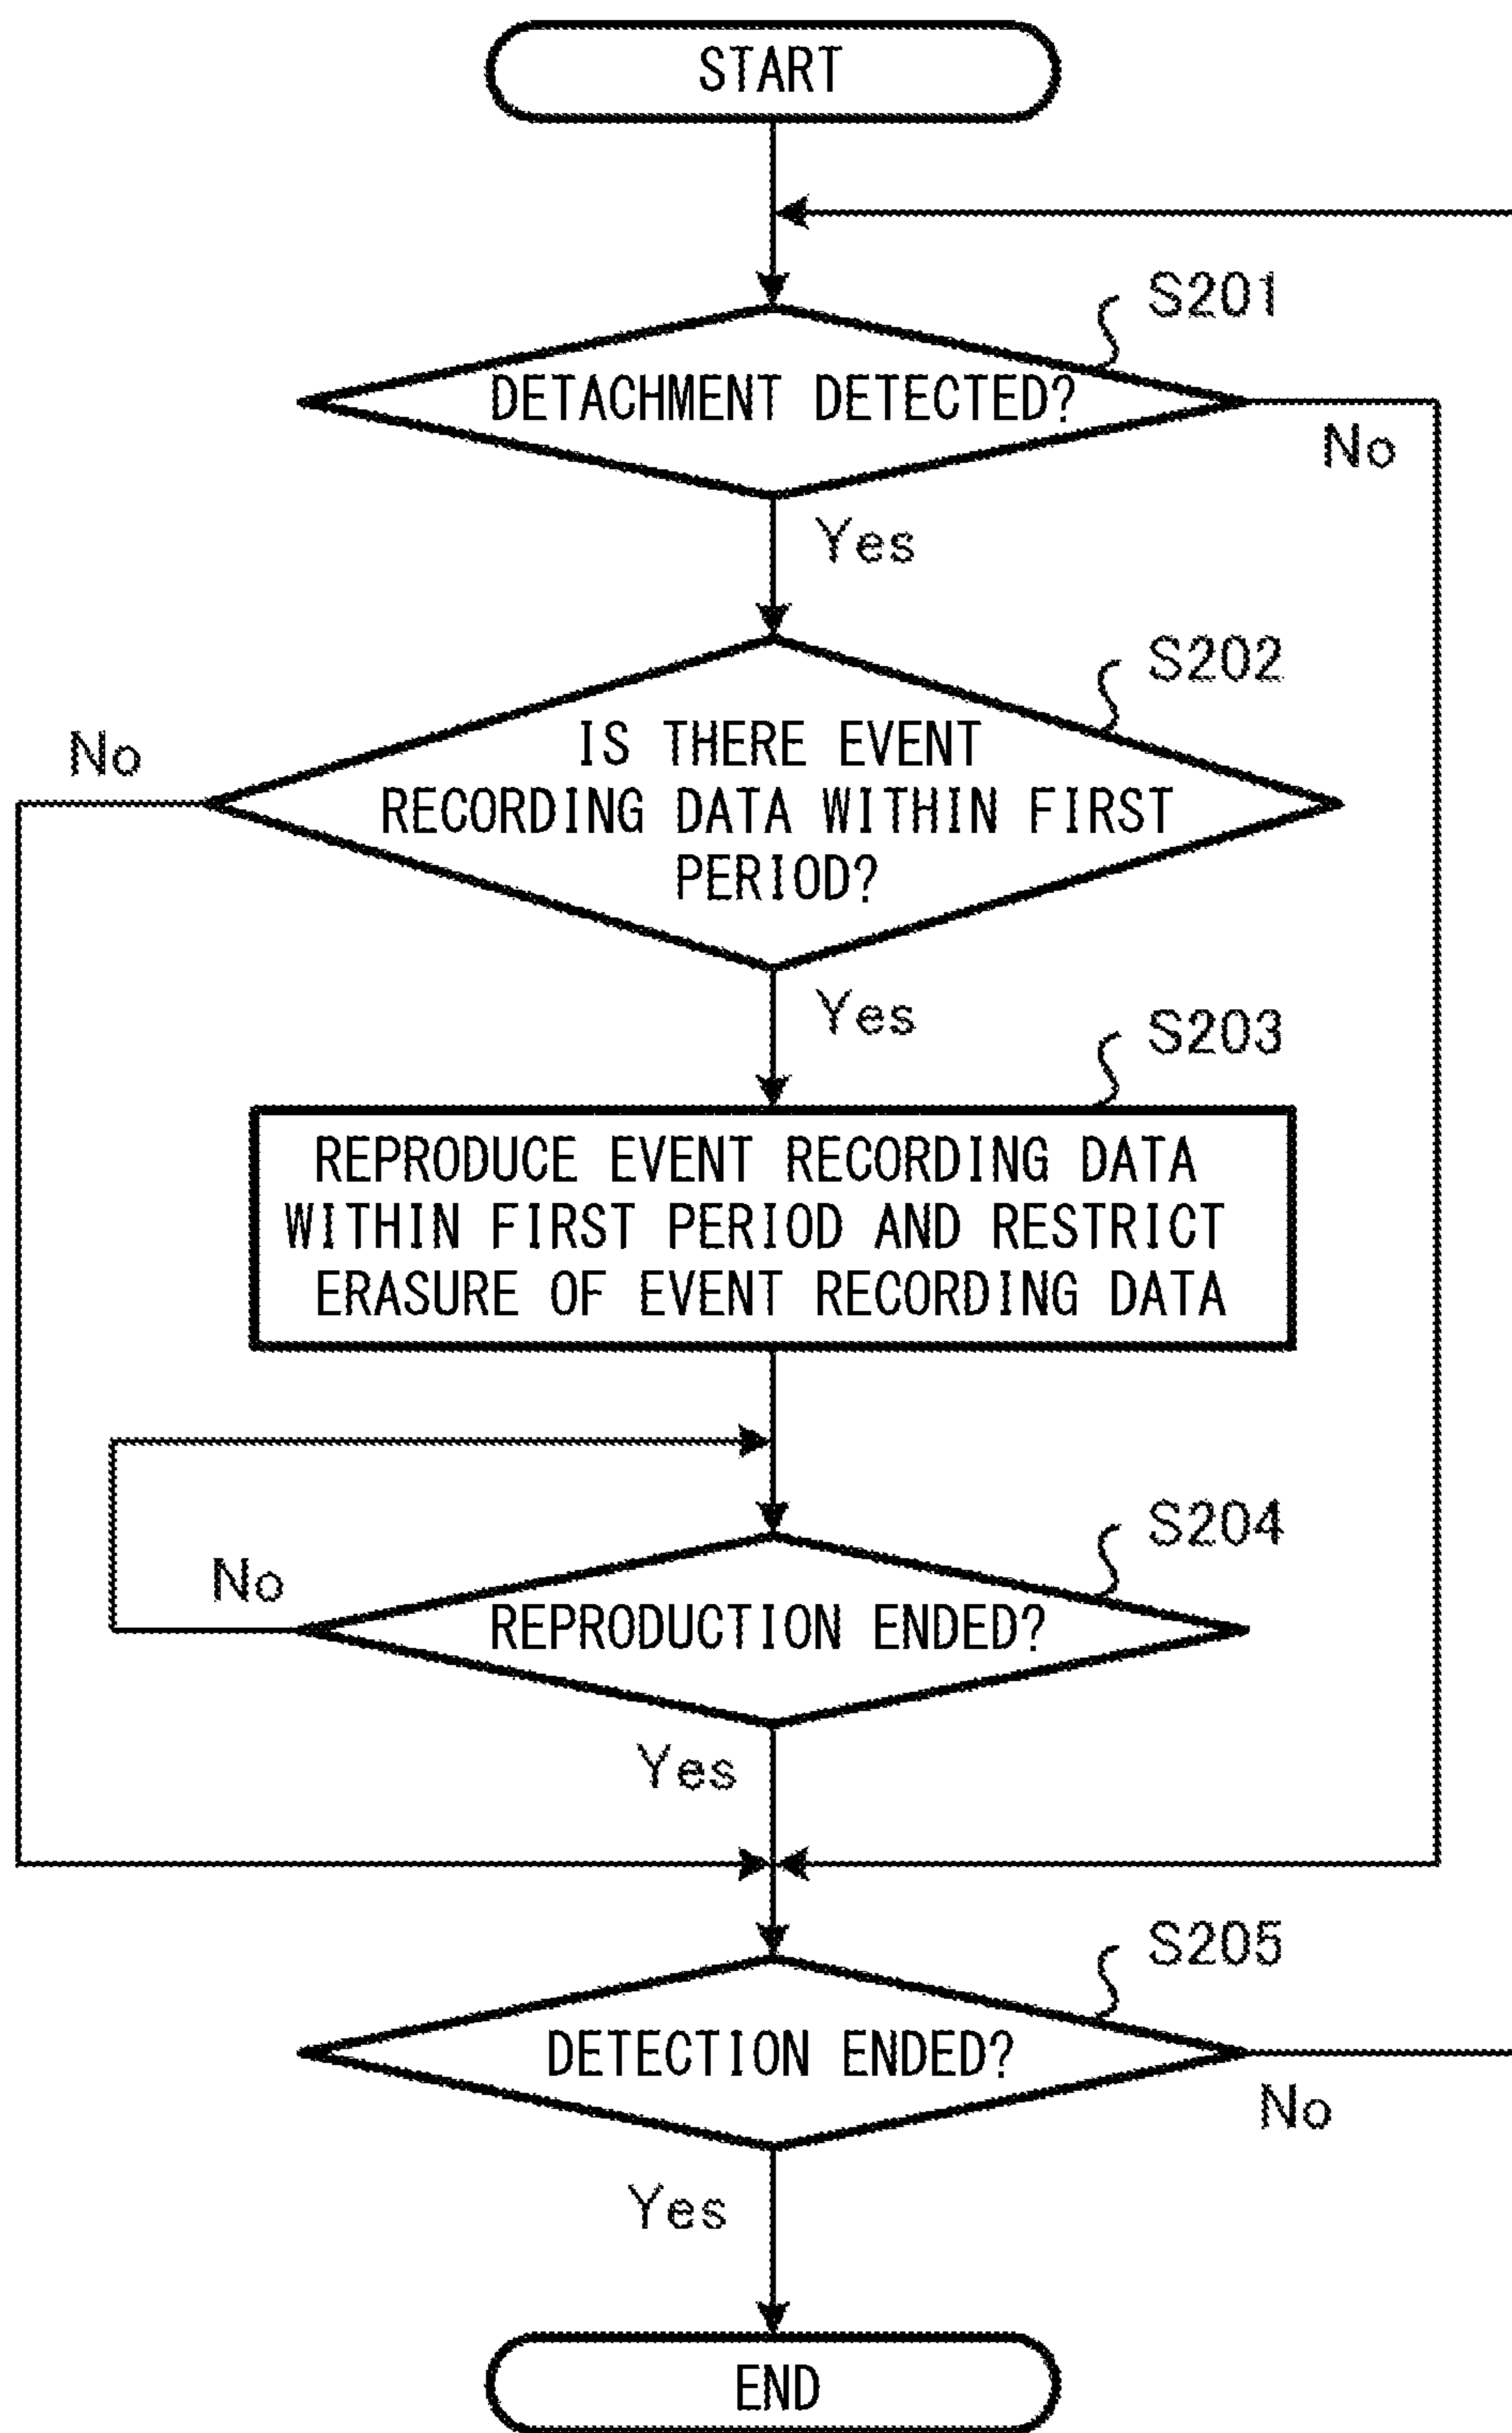 START
S201
DETACHMENT DETECTED?
No
Yes
S202
No
IS THERE EVENT
RECORDING DATA WITHIN FIRST
PERIOD?
Yes
S203
REPRODUCE EVENT RECORDING DATA
WITHIN FIRST PERIOD AND RESTRICT
ERASURE OF EVENT RECORDING DATA
S204
No
REPRODUCTION ENDED?
Yes
S205
DETECTION ENDED?
No
Yes
END